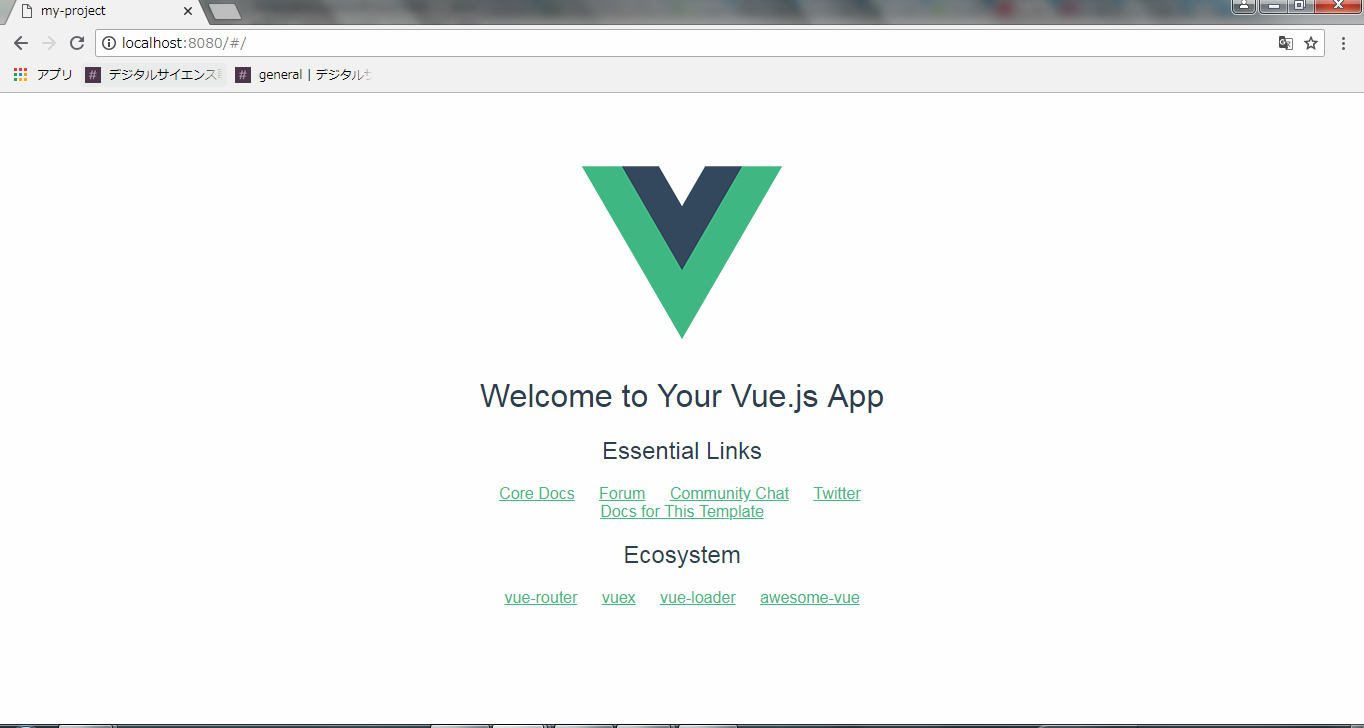 my-project
localhost:8080/#/
アプリ # デジタルサイエンス # general | デジタル
Welcome to Your Vue.js App
Essential Links
Core Docs Forum Community Chat Twitter
Docs for This Template
Ecosystem
vue-router vuex vue-loader awesome-vue